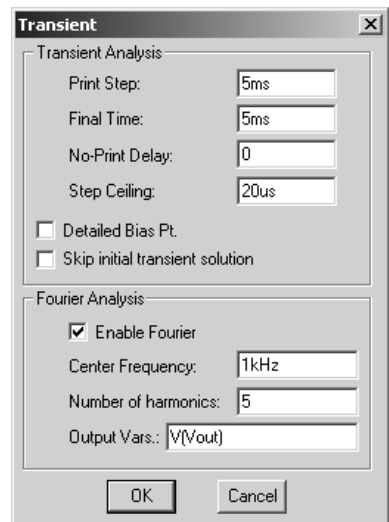 Transient
Transient Analysis
Print Step: 5ms
Final Time: 5ms
No-Print Delay: 0
Step Ceiling: 20us
Detailed Bias Pt.
Skip initial transient solution
Fourier Analysis
Enable Fourier
Center Frequency: 1kHz
Number of harmonics: 5
Output Vars.: V(Vout)
OK Cancel